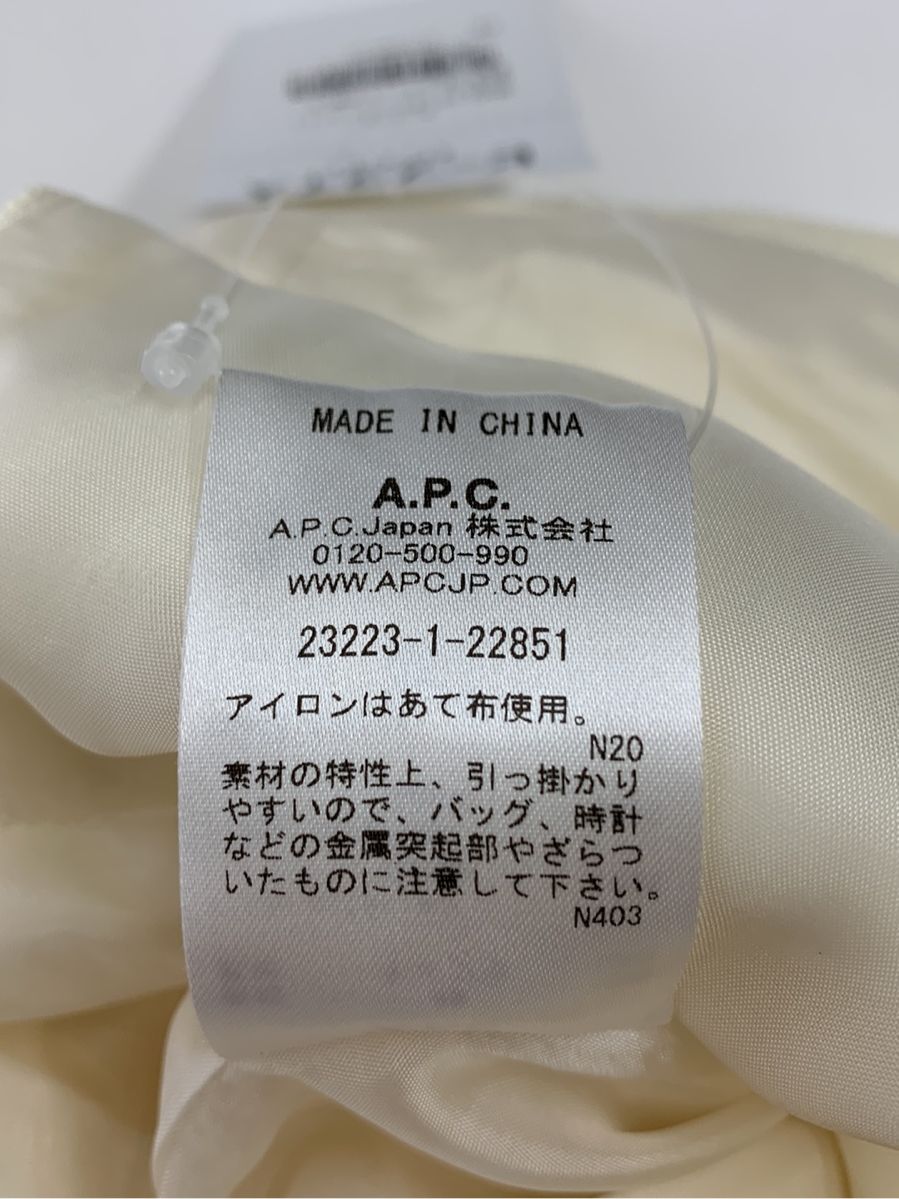 MADE IN CHINA
A.P.C.
A.P.C.Japan 株式会社
0120-500-990
WWW.APCJP.COM
23223-1-22851
アイロンはあて布使用。
N20
素材の特性上、引っ掛かり
やすいので、バッグ、時計
などの金属突起部やざらつ
いたものに注意して下さい。
N403